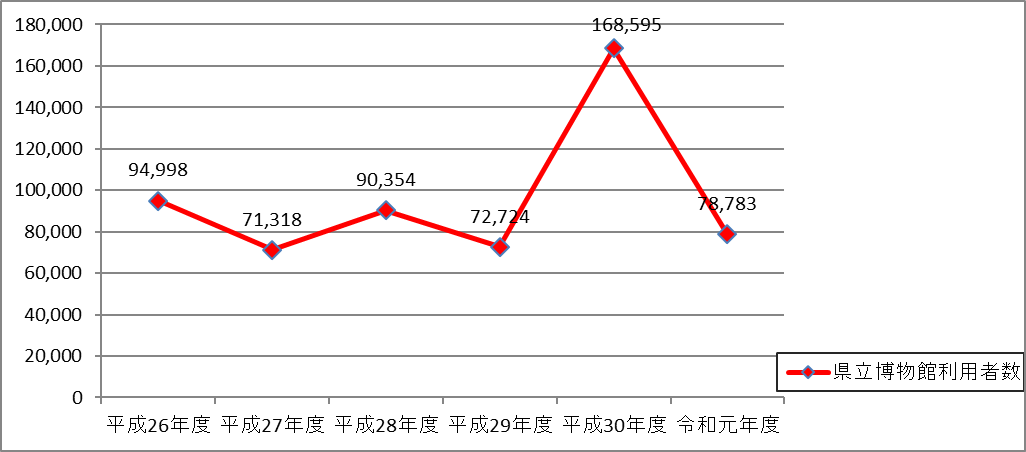 180,000
160,000
140,000
120,000
100,000
80,000
60,000
40,000
20,000
0
94,998
71,318
90,354
72,724
168,595
78,783
平成26年度
平成27年度
平成28年度
平成29年度
平成30年度
令和元年度
県立博物館利用者数